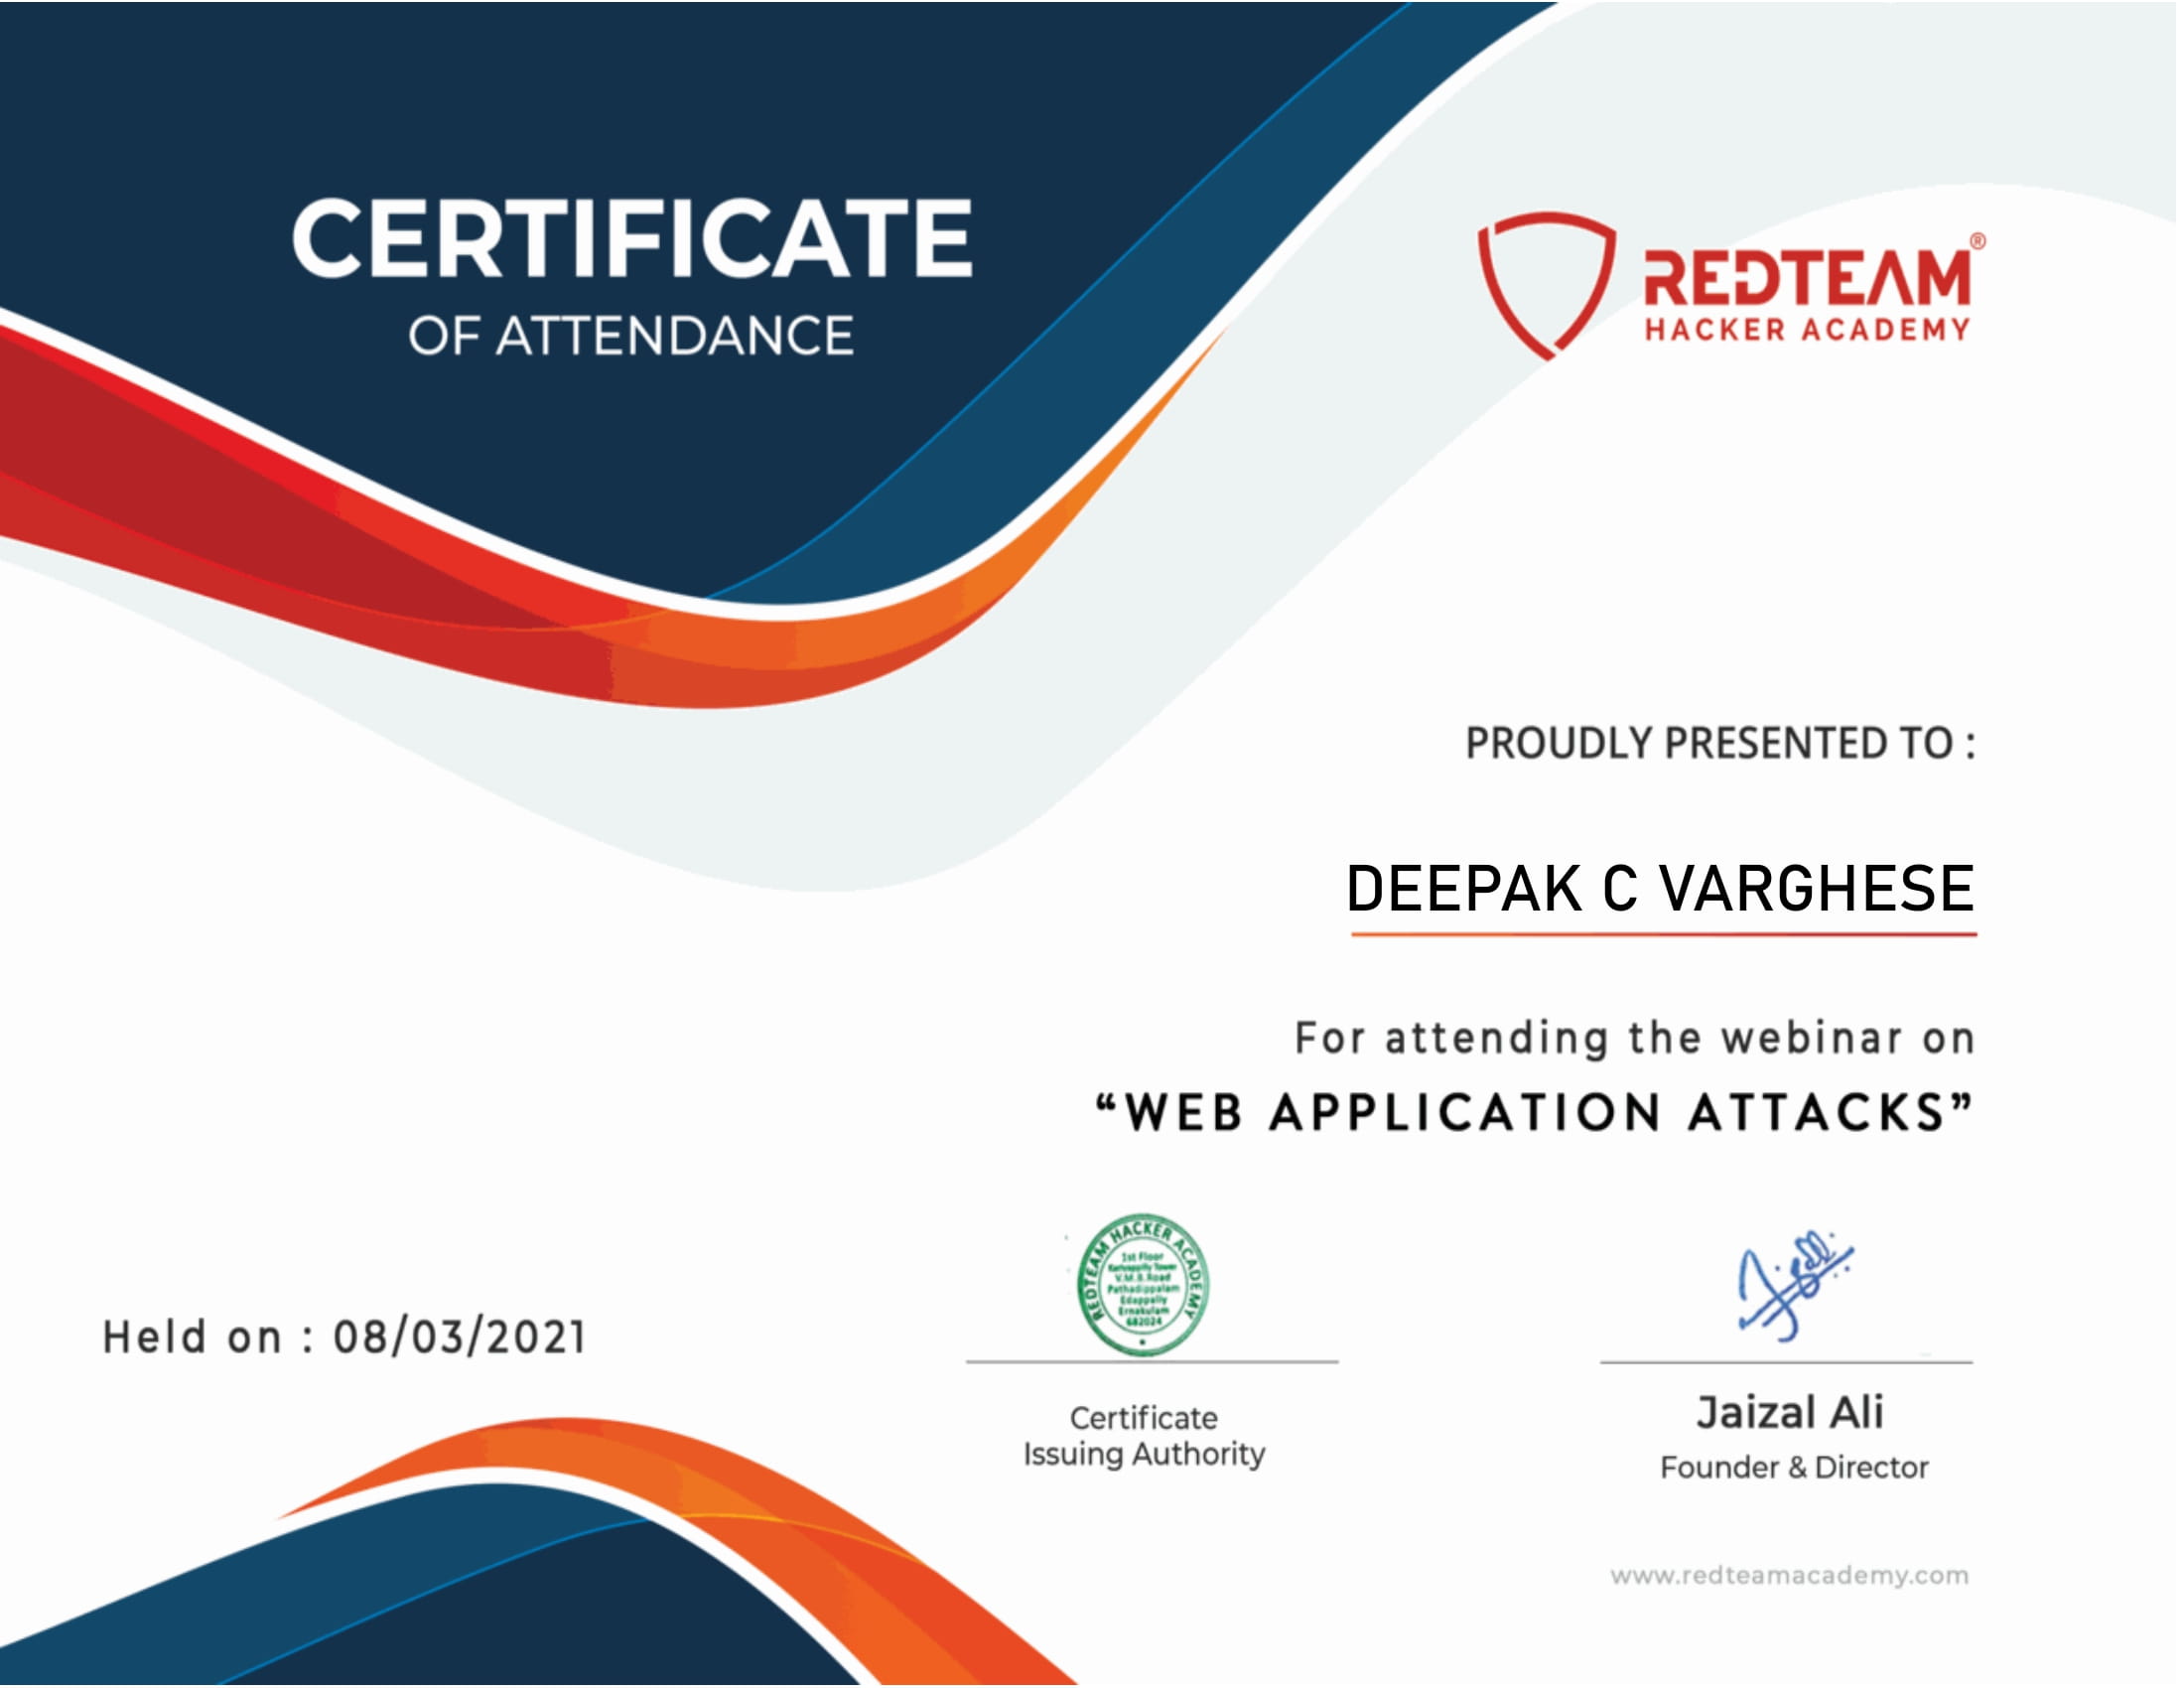 CERTIFICATE
OF ATTENDANCE
REDTEAM®
HACKER ACADEMY
PROUDLY PRESENTED TO :
DEEPAK C VARGHESE
For attending the webinar on
“WEB APPLICATION ATTACKS”
Held on : 08/03/2021
REDTEAM HACKER ACADEMY
1st Floor
Tower
V.M.B. Road
Pathadippalam
Edappally
Ernakulam
682024
Certificate
Issuing Authority
Jaizal Ali
Founder & Director
www.redteamacademy.com